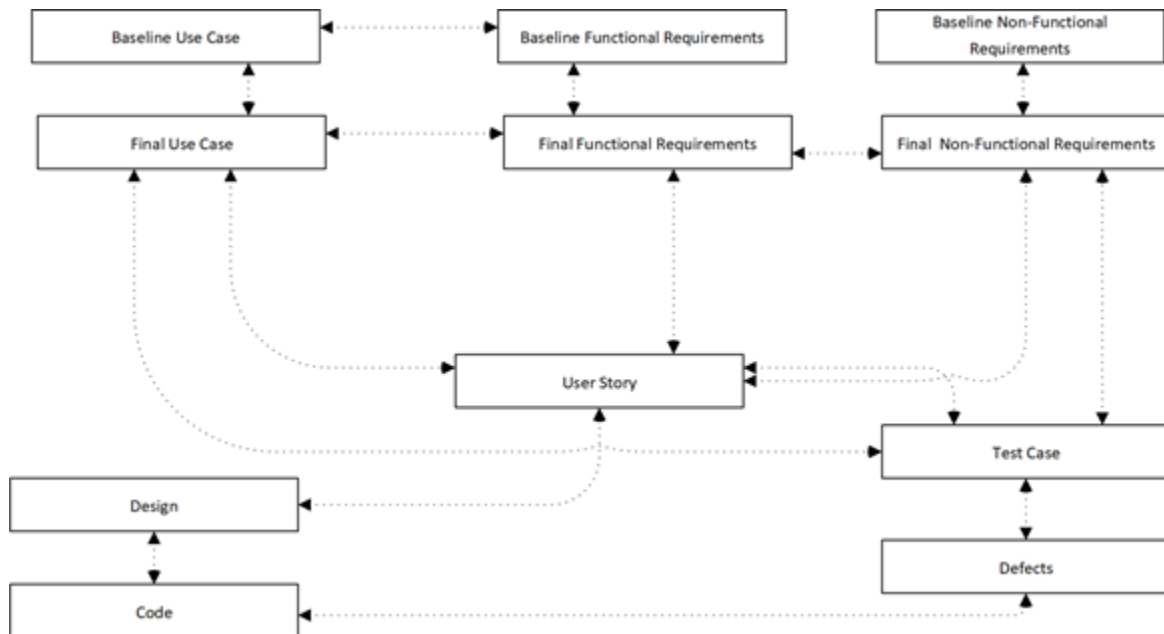 Baseline Use Case
Baseline Functional Requirements
Baseline Non-Functional
Requirements
Final Use Case
Final Functional Requirements
Final Non-Functional Requirements
User Story
Test Case
Design
Defects
Code